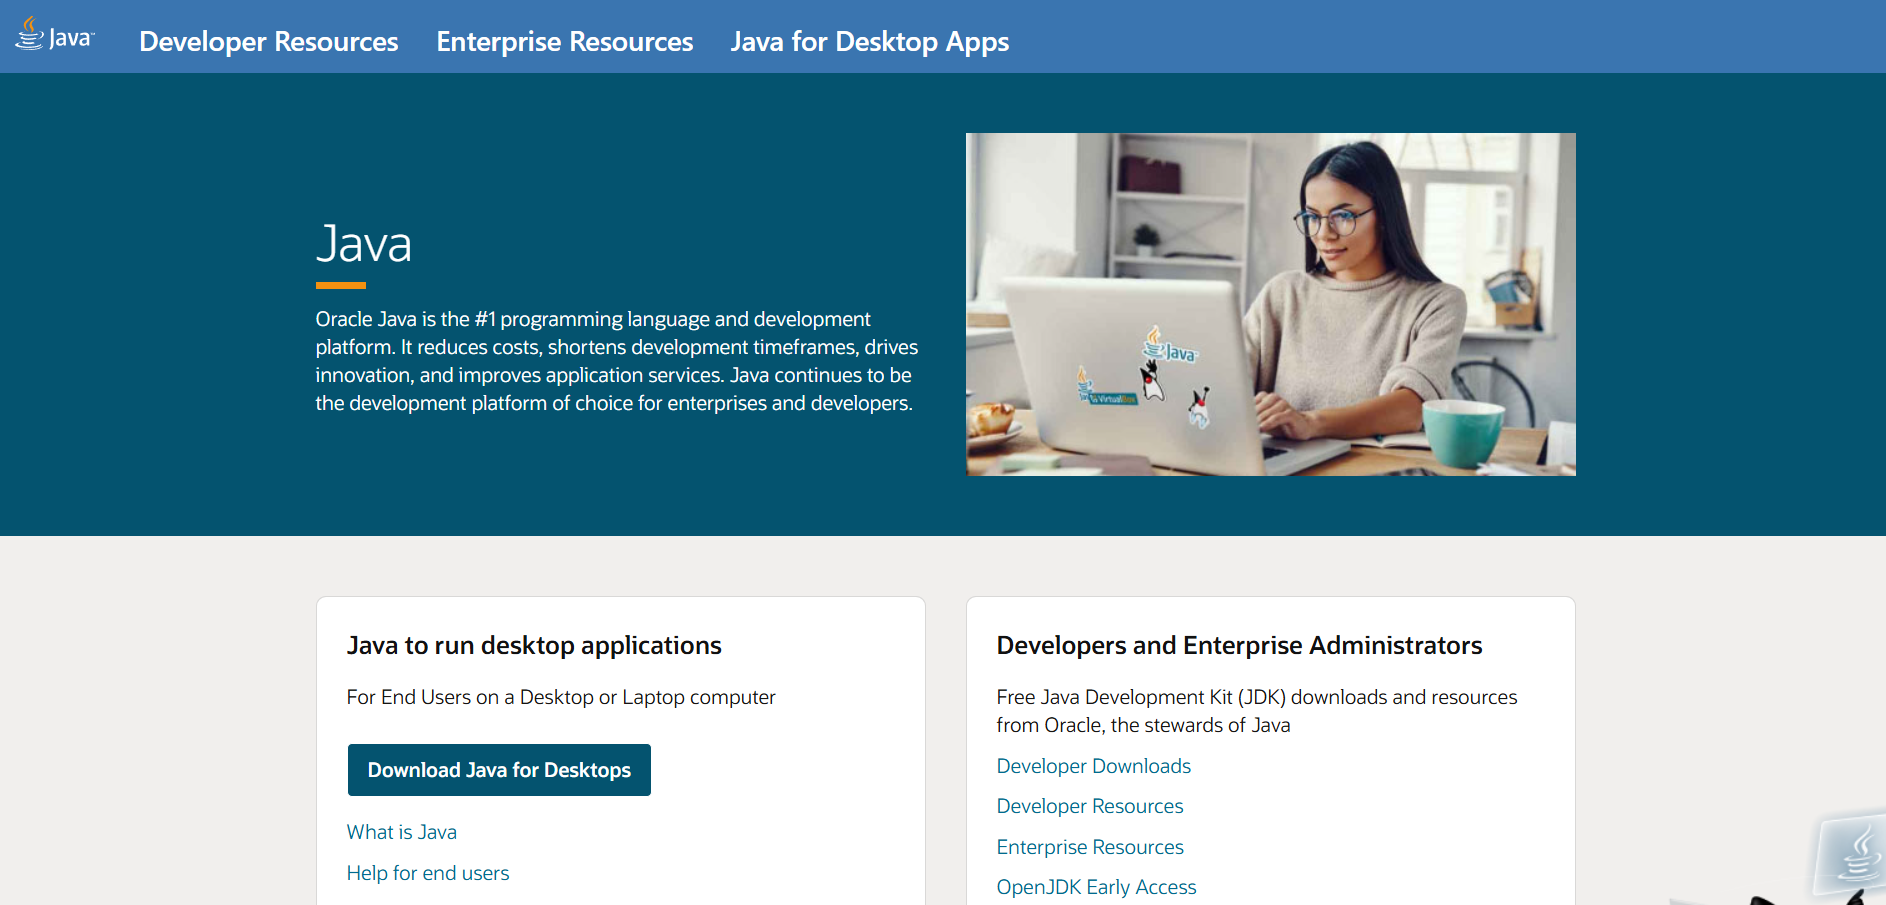 Java™
Developer Resources
Enterprise Resources
Java for Desktop Apps
Java
Oracle Java is the #1 programming language and development
platform. It reduces costs, shortens development timeframes, drives
innovation, and improves application services. Java continues to be
the development platform of choice for enterprises and developers.
Java
VirtualBox
Java to run desktop applications
For End Users on a Desktop or Laptop computer
Download Java for Desktops
What is Java
Help for end users
Developers and Enterprise Administrators
Free Java Development Kit (JDK) downloads and resources
from Oracle, the stewards of Java
Developer Downloads
Developer Resources
Enterprise Resources
OpenJDK Early Access